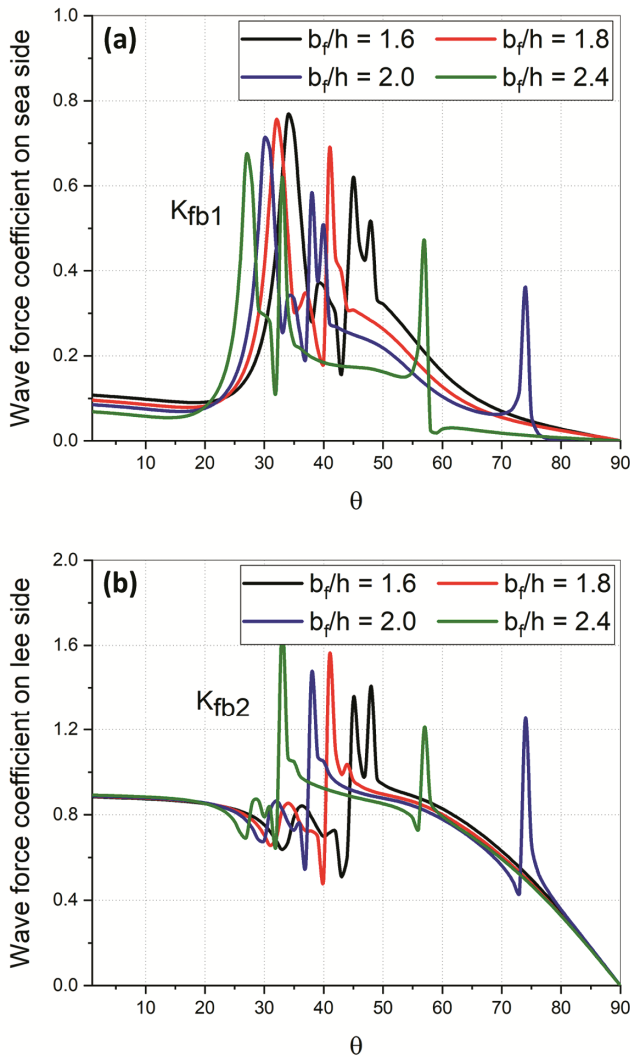 (a)
b_f/h = 1.6 b_f/h = 1.8
b_f/h = 2.0 b_f/h = 2.4
K_fb1
Wave force coefficient on sea side
1.0
0.8
0.6
0.4
0.2
0.0
10 20 30 40 50 60 70 80 90
θ
(b)
b_f/h = 1.6 b_f/h = 1.8
b_f/h = 2.0 b_f/h = 2.4
K_fb2
Wave force coefficient on lee side
2.0
1.6
1.2
0.8
0.4
0.0
10 20 30 40 50 60 70 80 90
θ